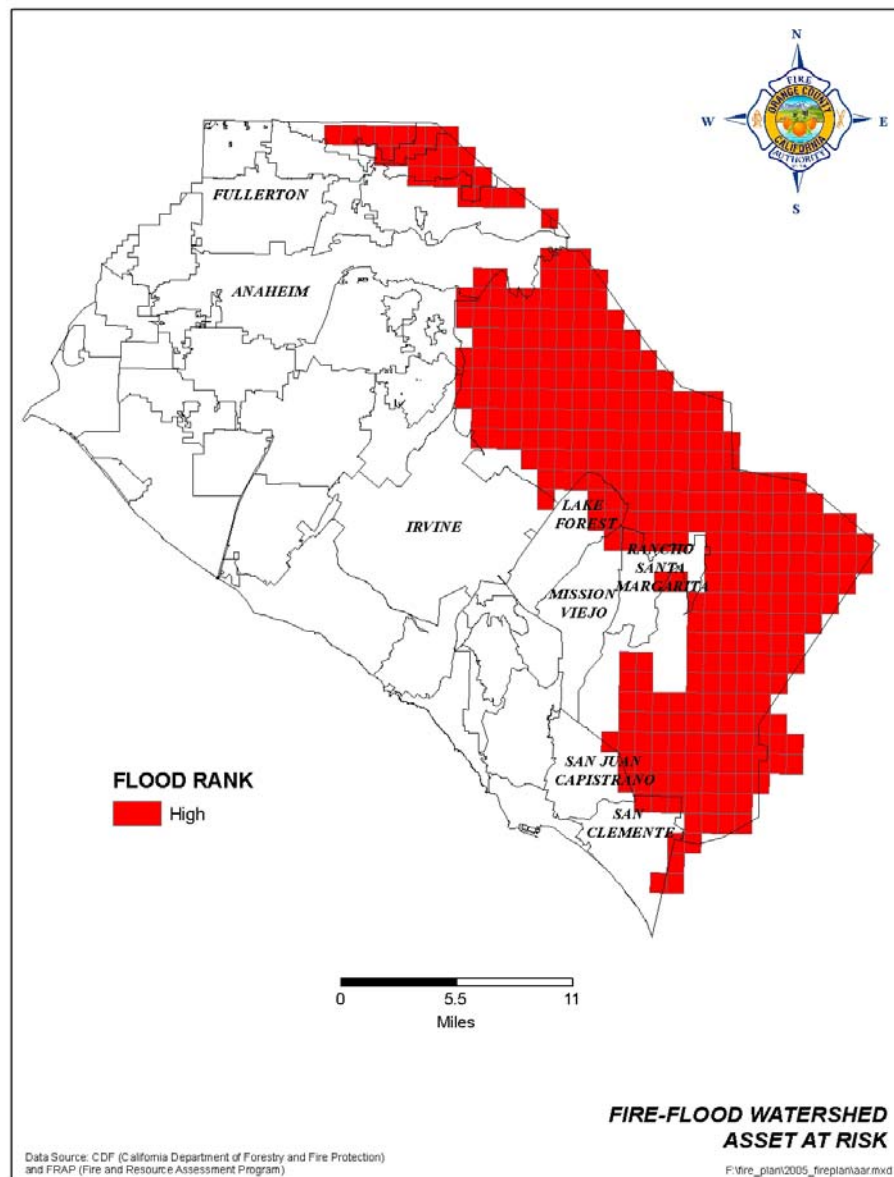 N
W
E
S
FIRE
ORANGE COUNTY
CALIFORNIA
AUTHORITY
FULLERTON
ANAHEIM
IRVINE
LAKE
FOREST
RANCHO
SANTA
MARGARITA
MISSION
VIEJO
SAN JUAN
CAPISTRANO
SAN
CLEMENTE
FLOOD RANK
High
0
5.5
11
Miles
FIRE-FLOOD WATERSHED
ASSET AT RISK
Data Source: CDF (California Department of Forestry and Fire Protection)
and FRAP (Fire and Resource Assessment Program)
F:\fire_plan\2005_fireplan\aar.mxd